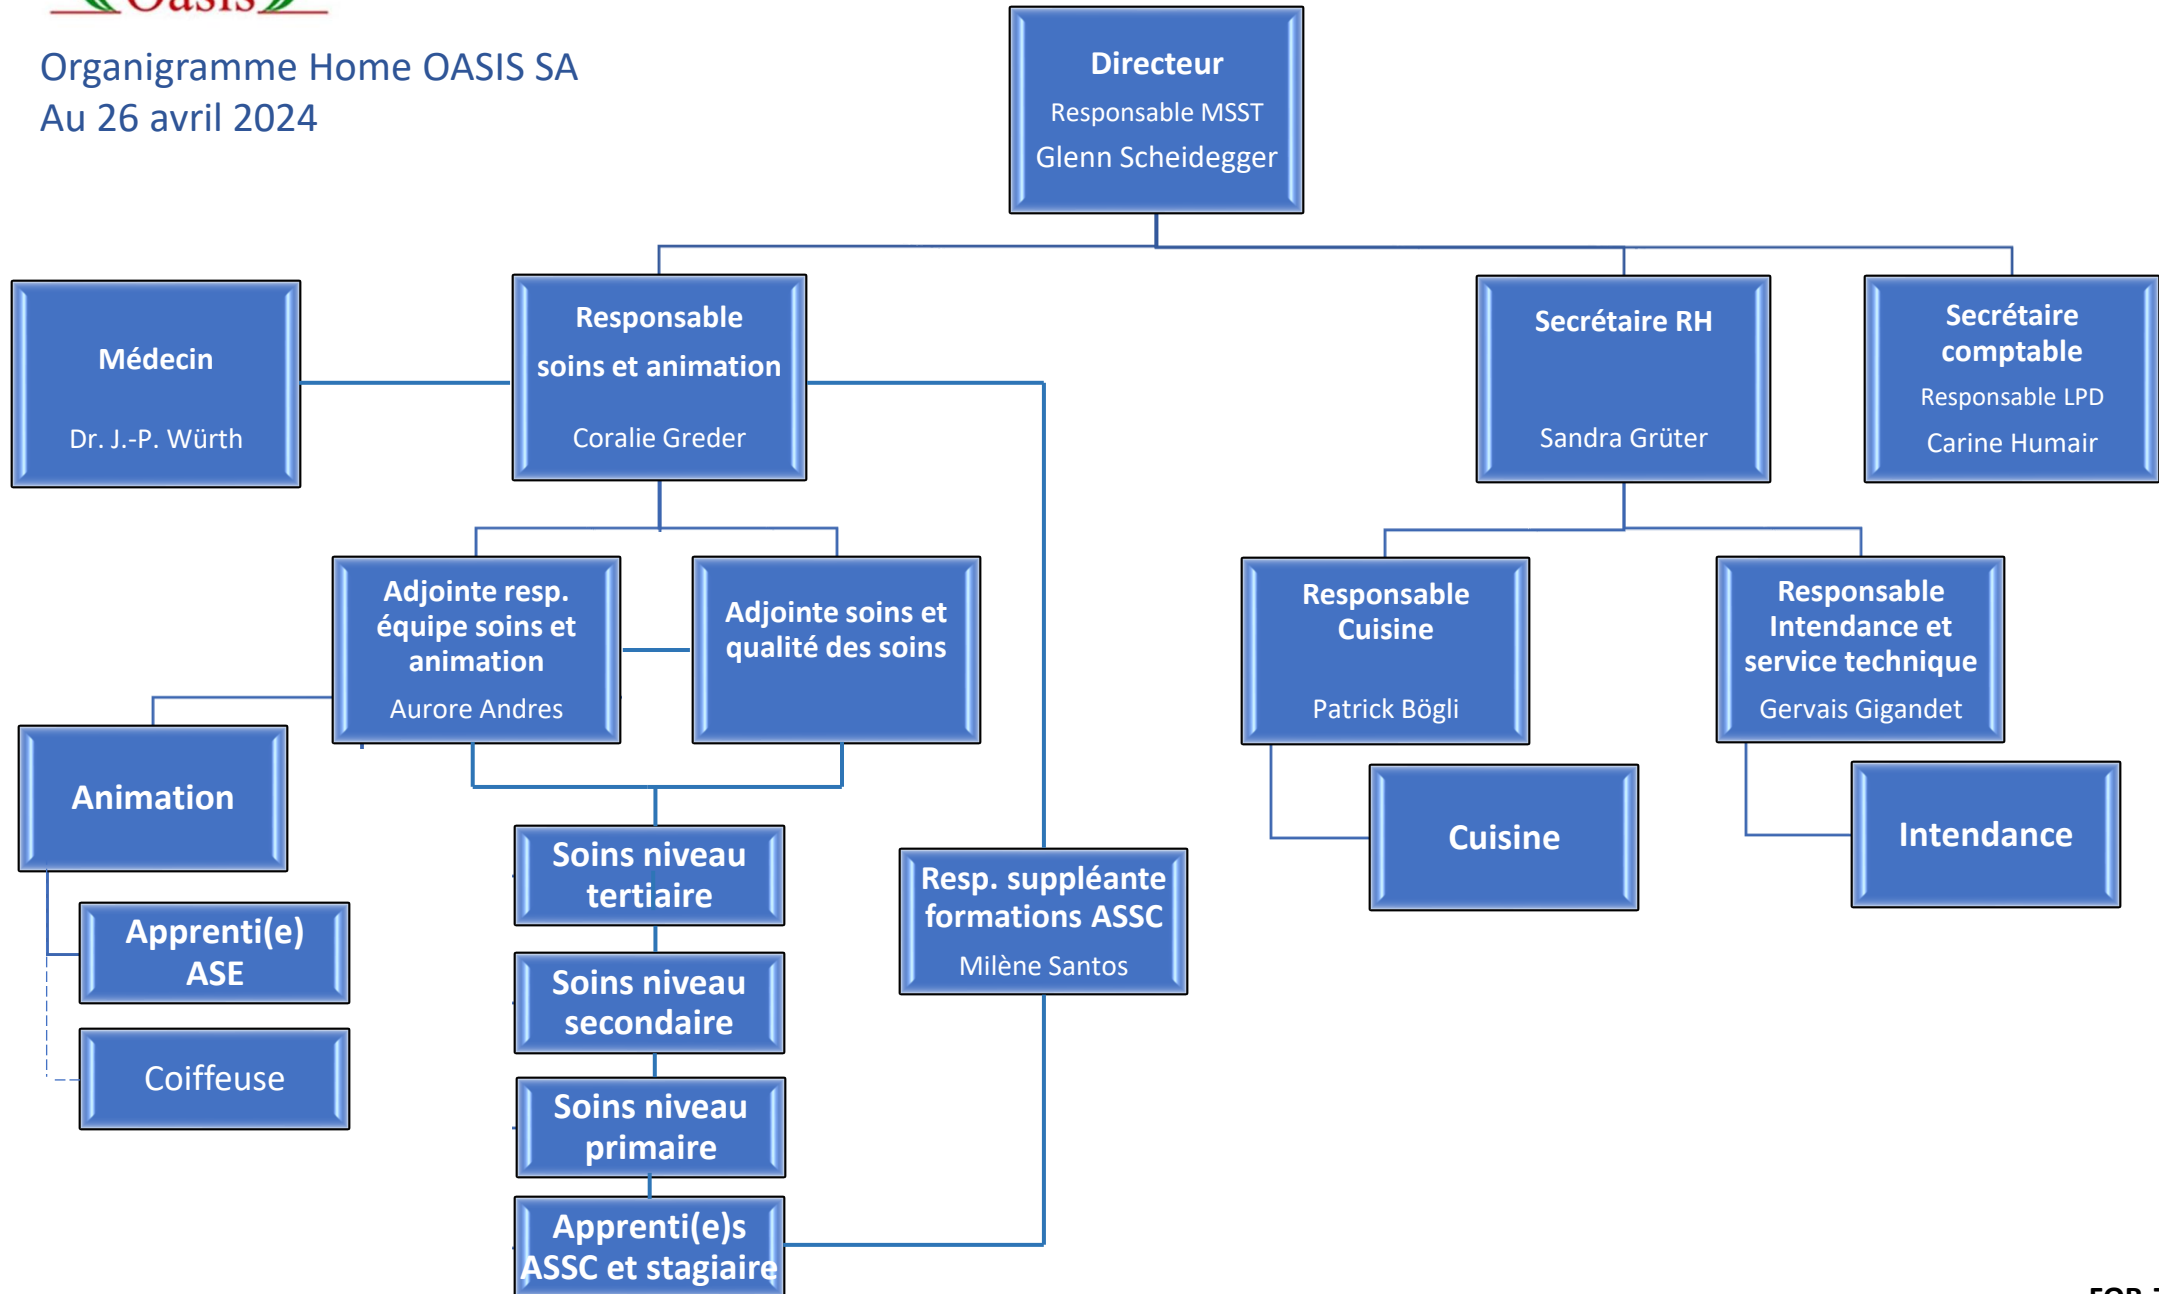 Oasis
Organigramme Home OASIS SA
Au 26 avril 2024
Directeur
Responsable MSST
Glenn Scheidegger
Médecin
Dr. J.-P. Würth
Responsable
soins et animation
Coralie Greder
Secrétaire RH
Sandra Grüter
Secrétaire
comptable
Responsable LPD
Carine Humair
Adjointe resp.
équipe soins et
animation
Aurore Andres
Adjointe soins et
qualité des soins
Responsable
Cuisine
Patrick Bögli
Responsable
Intendance et
service technique
Gervais Gigandet
Animation
Cuisine
Intendance
Soins niveau
tertiaire
Resp. suppléante
formations ASSC
Milène Santos
Apprenti(e)
ASE
Soins niveau
secondaire
Coiffeuse
Soins niveau
primaire
Apprenti(e)s
ASSC et stagiaire